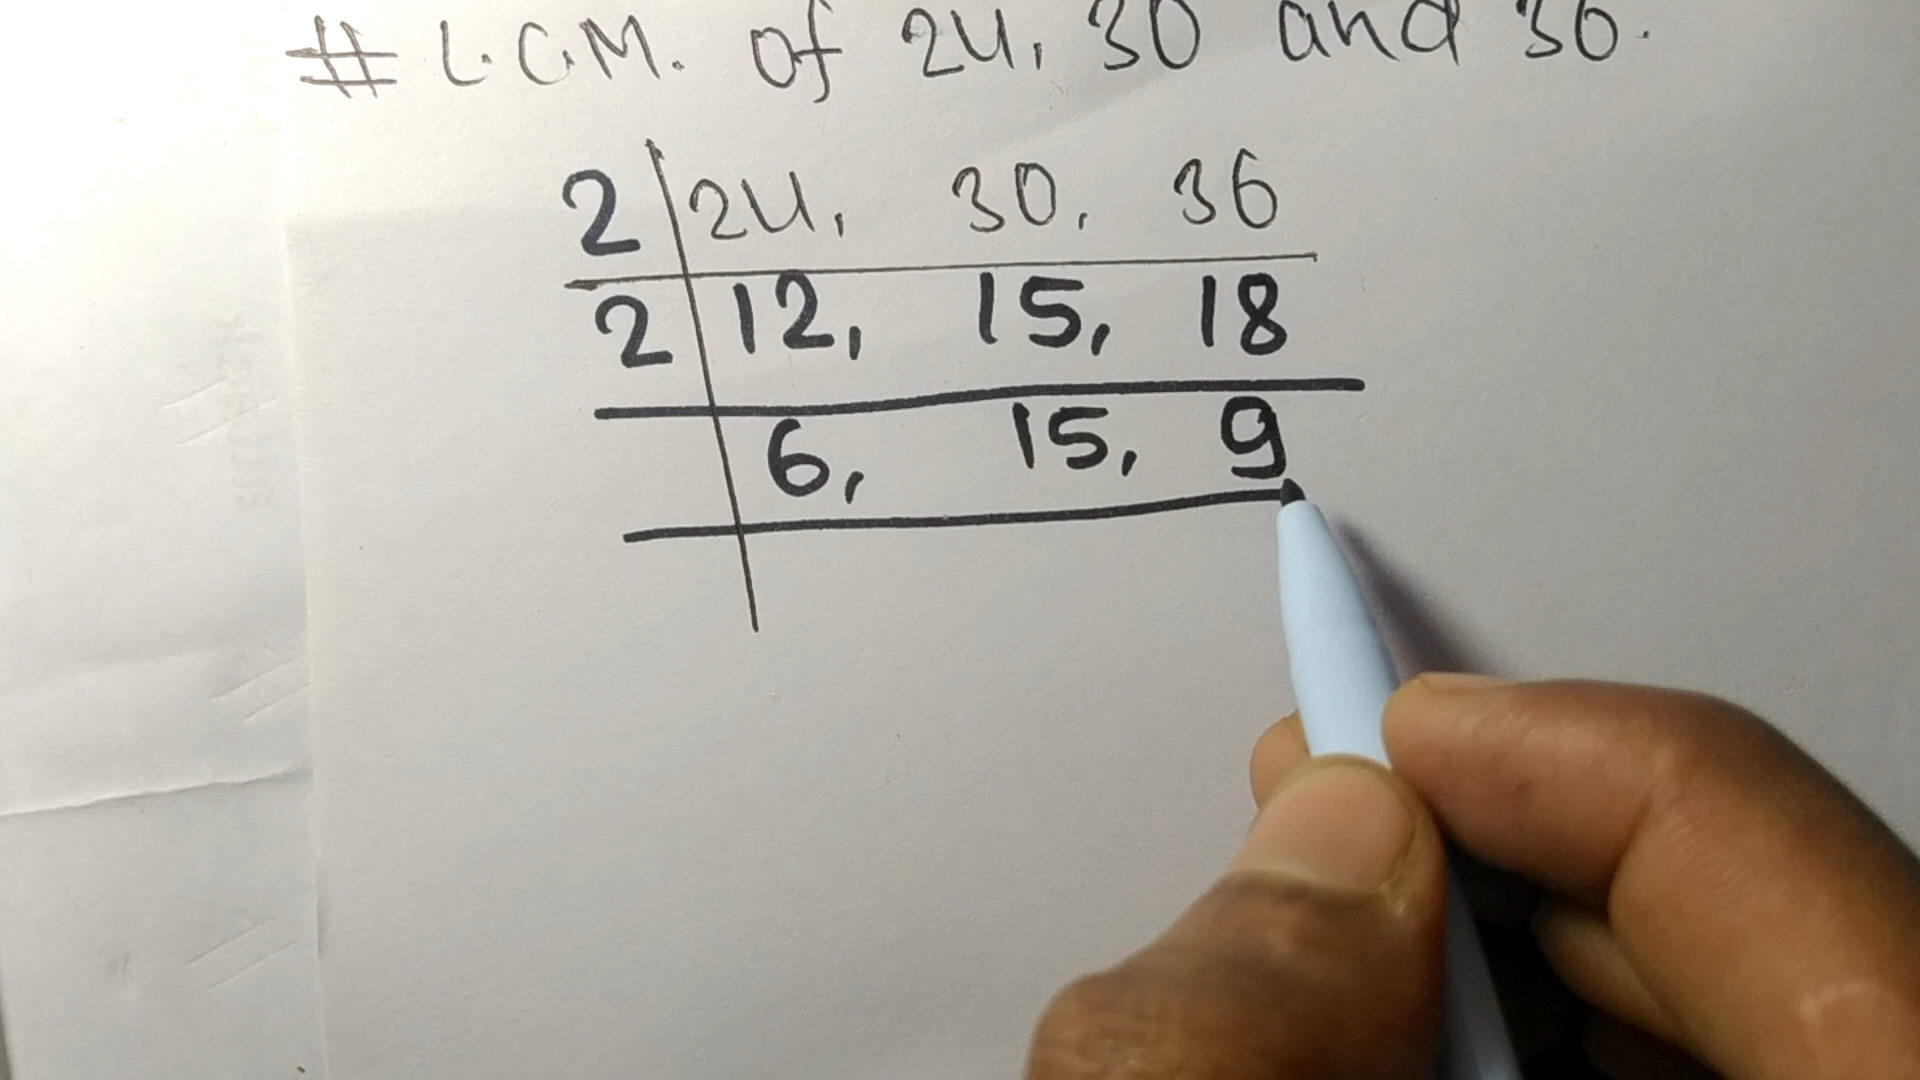 # L.C.M. of 24, 30 and 36.
2 24, 30, 36
2 12, 15, 18
6, 15, 9